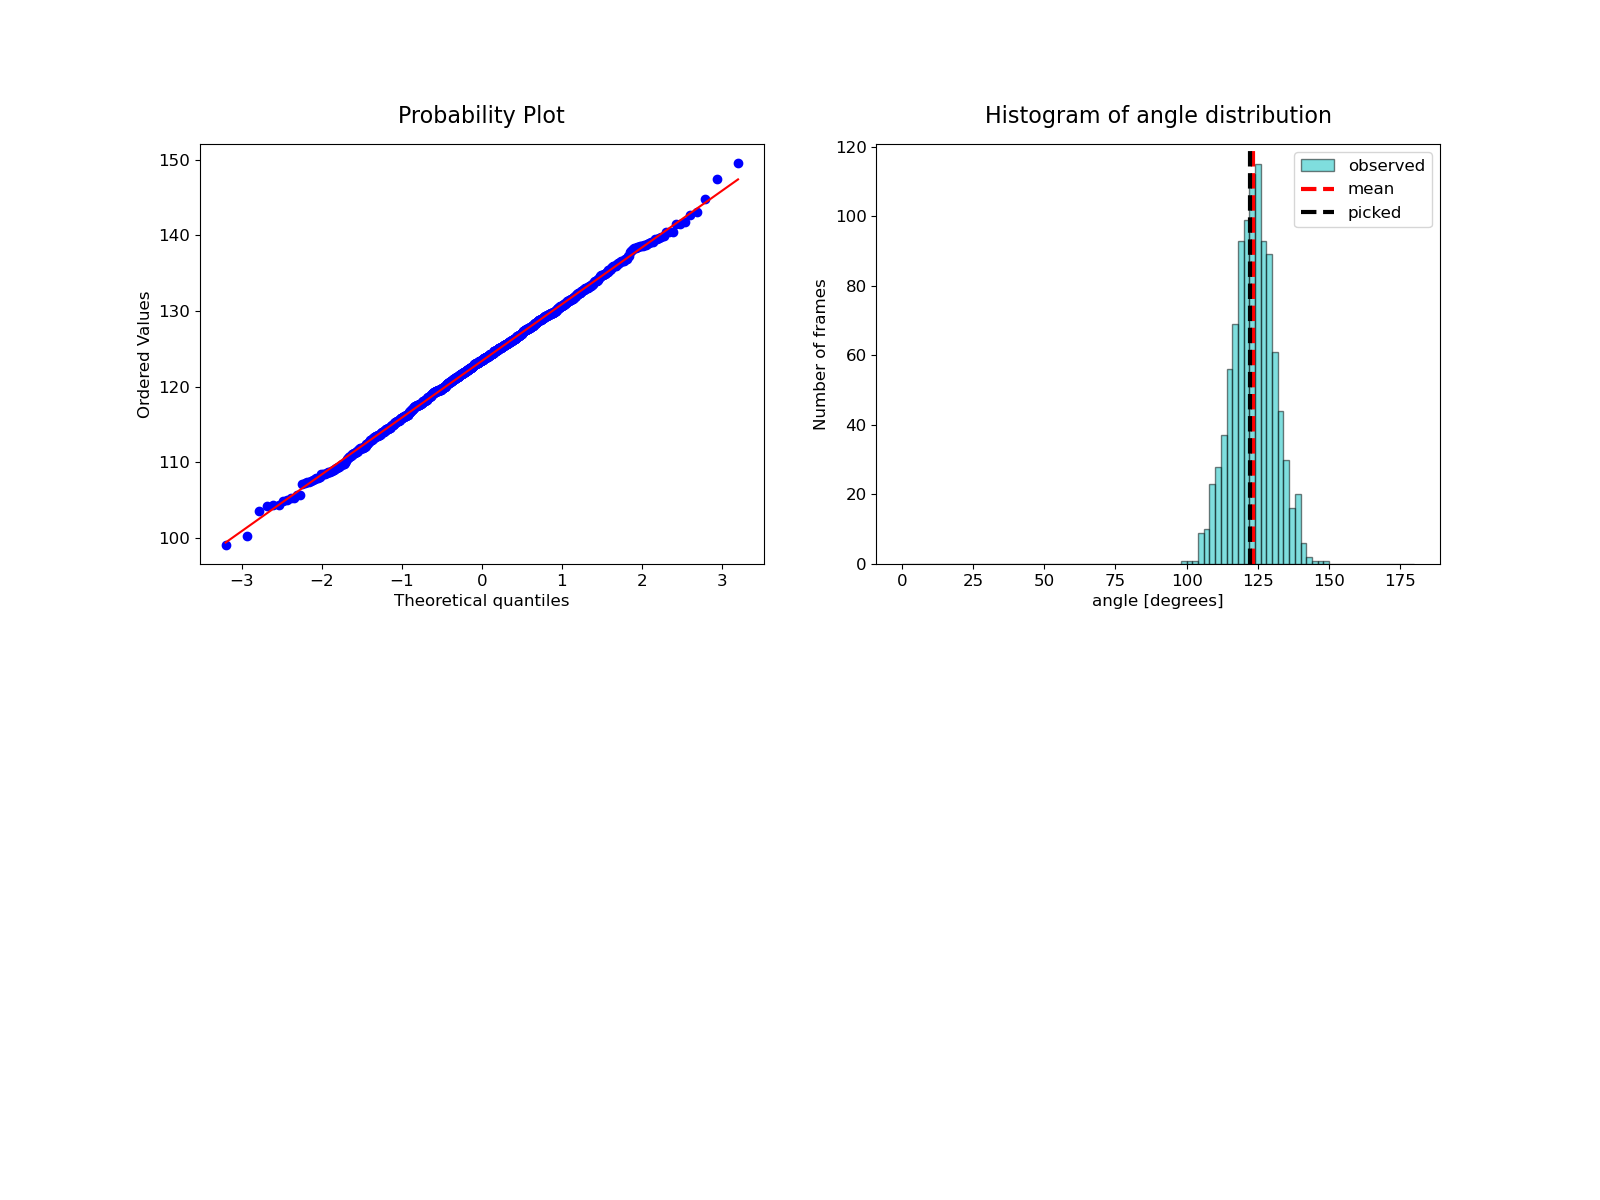 Probability Plot
150
140
130
120
110
100
Ordered Values
−3 −2 −1 0 1 2 3
Theoretical quantiles
Histogram of angle distribution
120
100
80
60
40
20
0
Number of frames
observed
mean
picked
0 25 50 75 100 125 150 175
angle [degrees]